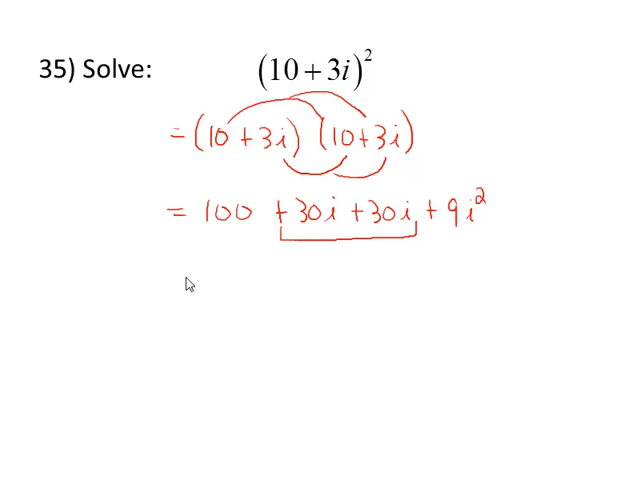 35) Solve: (10 + 3i)²
= (10 + 3i) (10 + 3i)
= 100 + 30i + 30i + 9i²